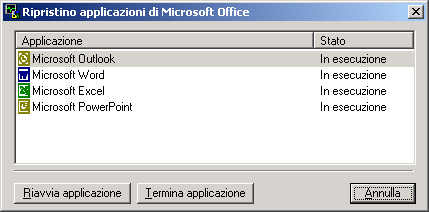 Ripristino applicazioni di Microsoft Office
Applicazione Stato
Microsoft Outlook In esecuzione
Microsoft Word In esecuzione
Microsoft Excel In esecuzione
Microsoft PowerPoint In esecuzione
Riavvia applicazione Termina applicazione Annulla